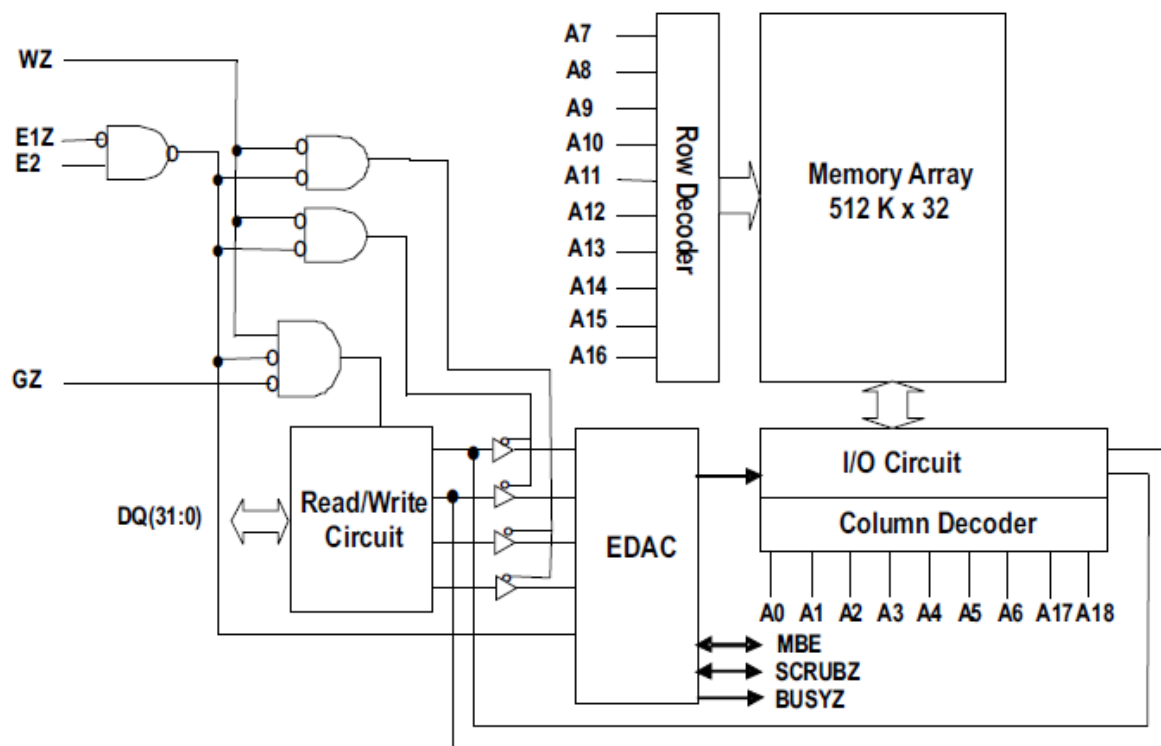 WZ
E1Z
E2
GZ
DQ(31:0)
Read/Write
Circuit
A7
A8
A9
A10
A11
A12
A13
A14
A15
A16
Row Decoder
Memory Array
512 K x 32
I/O Circuit
Column Decoder
EDAC
A0 A1 A2 A3 A4 A5 A6 A17 A18
MBE
SCRUBZ
BUSYZ